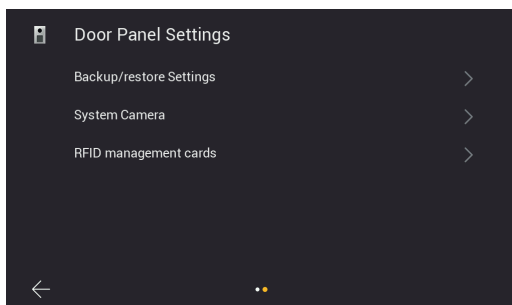 Door Panel Settings
Backup/restore Settings
System Camera
RFID management cards